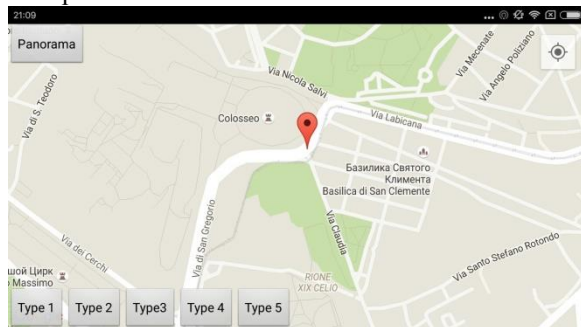 21:09
Panorama
Via Mecenate
Via Angelo Poliziano
Via Nicola Salvi
Via di S. Teodoro
Colosseo
Via Labicana
Базилика Святого
Климента
Basilica di San Clemente
Via Claudia
Via di San Gregorio
Via dei Cerchi
Via Santo Stefano Rotondo
RIONE
XIX CELIO
шой Цирк
Massimo
Type 1
Type 2
Type3
Type 4
Type 5